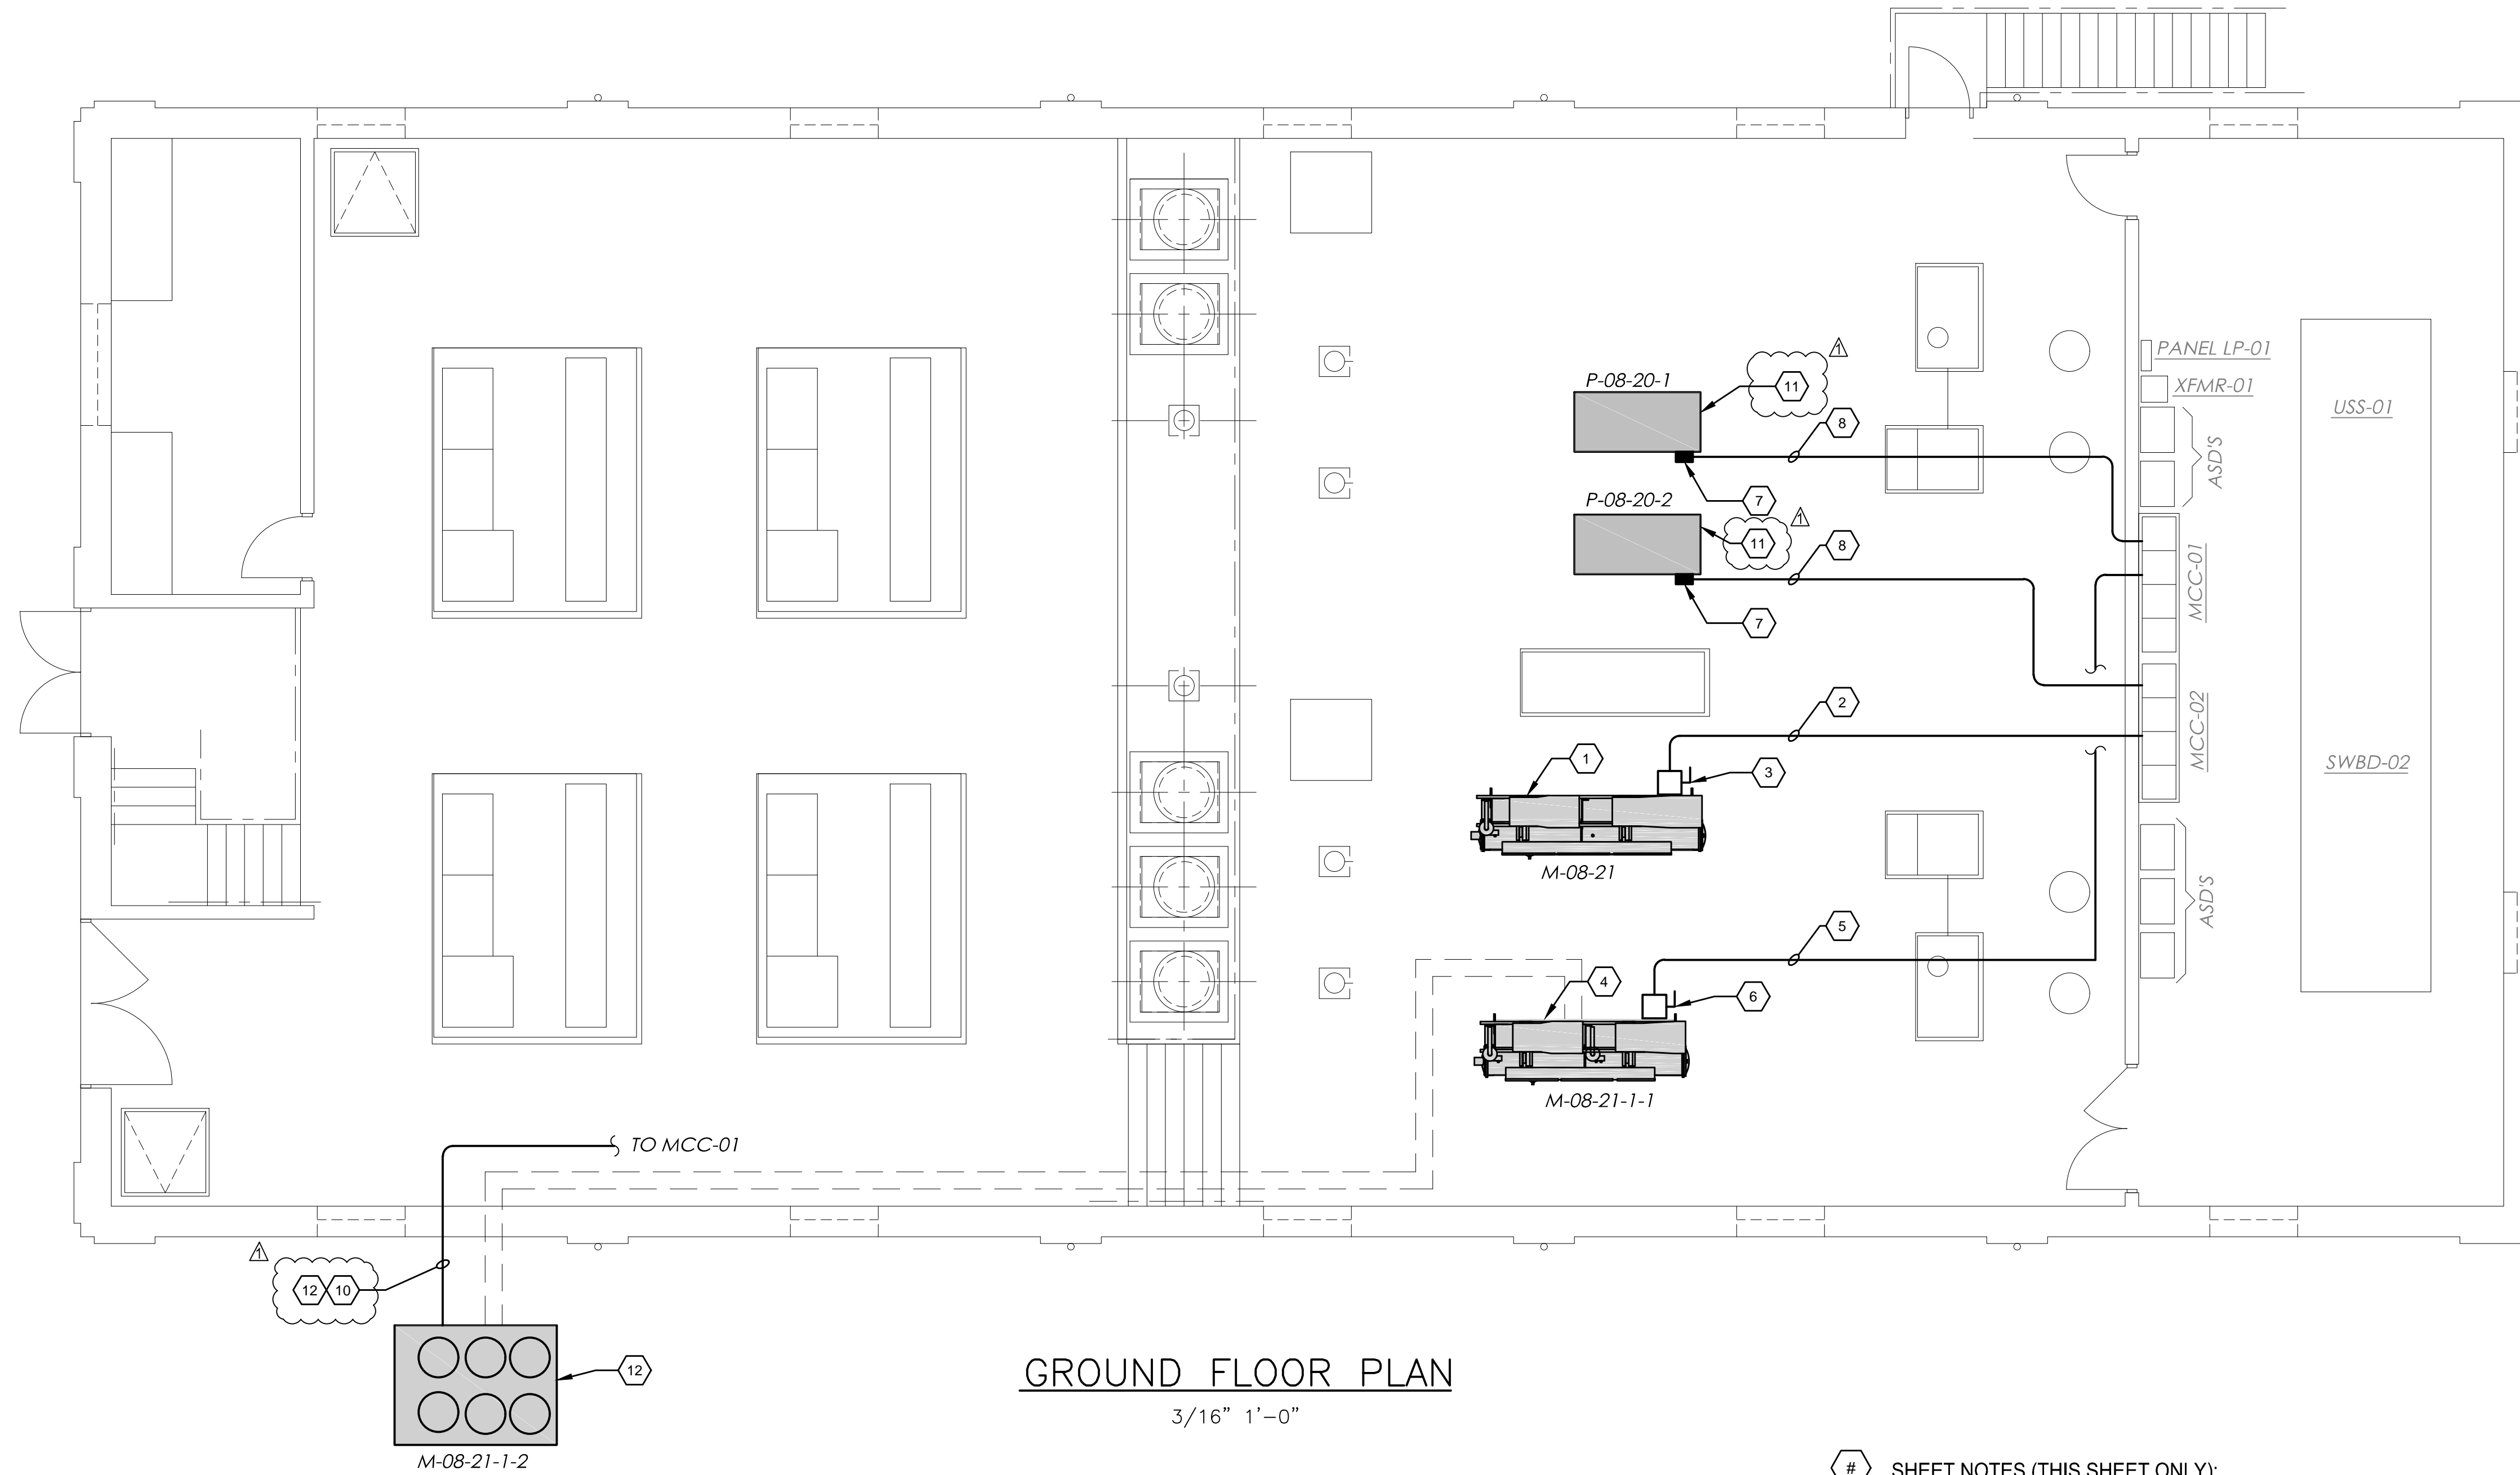 PANEL LP-01
1
P-08-20-1
11
XFMR-01
USS-01
8
ASD'S
7
P-08-20-2
1
11
8
MCC-01
7
2
MCC-02
1
3
SWBD-02
M-08-21
ASD'S
5
4
6
M-08-21-1-1
TO MCC-01
1
12
10
12
GROUND FLOOR PLAN
3/16" 1'-0"
M-08-21-1-2
# SHEET NOTES (THIS SHEET ONLY):